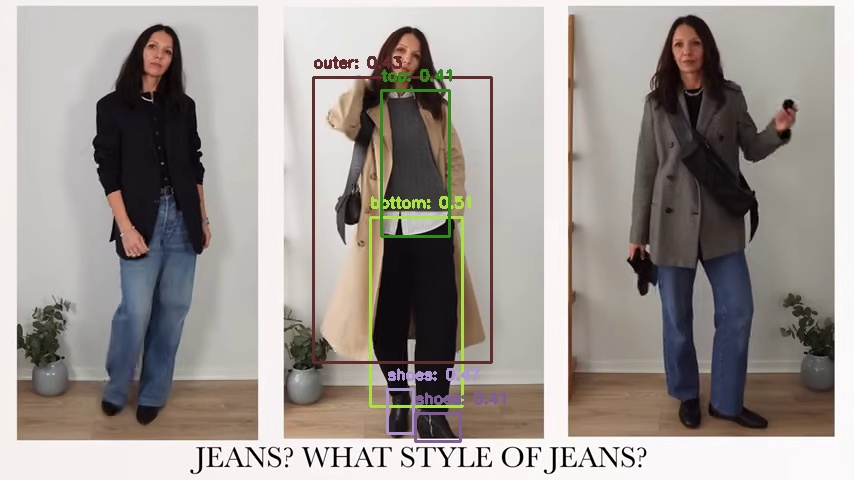 outer: 0.43
top: 0.41
bottom: 0.51
shoes: 0.47
shoes: 0.41
JEANS? WHAT STYLE OF JEANS?